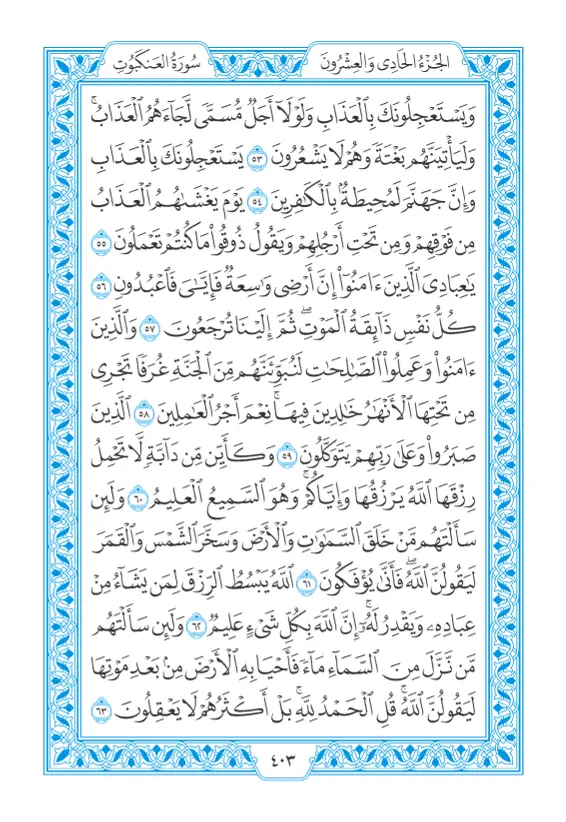 الجُزْءُ الحَادِي وَالعِشْرُونَ
سُورَةُ العَنكَبُوتِ
وَيَسْتَعْجِلُونَكَ بِٱلْعَذَابِ وَلَوْلَآ أَجَلٌ مُّسَمًّى لَّجَآءَهُمُ ٱلْعَذَابُۚ
وَلَيَأْتِيَنَّهُم بَغْتَةً وَهُمْ لَا يَشْعُرُونَ ٥٣ يَسْتَعْجِلُونَكَ بِٱلْعَذَابِ
وَإِنَّ جَهَنَّمَ لَمُحِيطَةٌۢ بِٱلْكَٰفِرِينَ ٥٤ يَوْمَ يَغْشَىٰهُمُ ٱلْعَذَابُ
مِن فَوْقِهِمْ وَمِن تَحْتِ أَرْجُلِهِمْ وَيَقُولُ ذُوقُوا۟ مَا كُنتُمْ تَعْمَلُونَ ٥٥
يَٰعِبَادِىَ ٱلَّذِينَ ءَامَنُوٓا۟ إِنَّ أَرْضِى وَٰسِعَةٌ فَإِيَّٰىَ فَٱعْبُدُونِ ٥٦
كُلُّ نَفْسٍ ذَآئِقَةُ ٱلْمَوْتِۖ ثُمَّ إِلَيْنَا تُرْجَعُونَ ٥٧ وَٱلَّذِينَ
ءَامَنُوا۟ وَعَمِلُوا۟ ٱلصَّٰلِحَٰتِ لَنُبَوِّئَنَّهُم مِّنَ ٱلْجَنَّةِ غُرَفًا تَجْرِى
مِن تَحْتِهَا ٱلْأَنْهَٰرُ خَٰلِدِينَ فِيهَاۚ نِعْمَ أَجْرُ ٱلْعَٰمِلِينَ ٥٨ ٱلَّذِينَ
صَبَرُوا۟ وَعَلَىٰ رَبِّهِمْ يَتَوَكَّلُونَ ٥٩ وَكَأَيِّن مِّن دَآبَّةٍ لَّا تَحْمِلُ
رِزْقَهَا ٱللَّهُ يَرْزُقُهَا وَإِيَّاكُمْۚ وَهُوَ ٱلسَّمِيعُ ٱلْعَلِيمُ ٦٠ وَلَئِن
سَأَلْتَهُم مَّنْ خَلَقَ ٱلسَّمَٰوَٰتِ وَٱلْأَرْضَ وَسَخَّرَ ٱلشَّمْسَ وَٱلْقَمَرَ
لَيَقُولُنَّ ٱللَّهُۖ فَأَنَّىٰ يُؤْفَكُونَ ٦١ ٱللَّهُ يَبْسُطُ ٱلرِّزْقَ لِمَن يَشَآءُ مِنْ
عِبَادِهِۦ وَيَقْدِرُ لَهُۥٓۚ إِنَّ ٱللَّهَ بِكُلِّ شَىْءٍ عَلِيمٌ ٦٢ وَلَئِن سَأَلْتَهُم
مَّن نَّزَّلَ مِنَ ٱلسَّمَآءِ مَآءً فَأَحْيَا بِهِ ٱلْأَرْضَ مِنۢ بَعْدِ مَوْتِهَا
لَيَقُولُنَّ ٱللَّهُۚ قُلِ ٱلْحَمْدُ لِلَّهِۚ بَلْ أَكْثَرُهُمْ لَا يَعْقِلُونَ ٦٣
٤٠٣